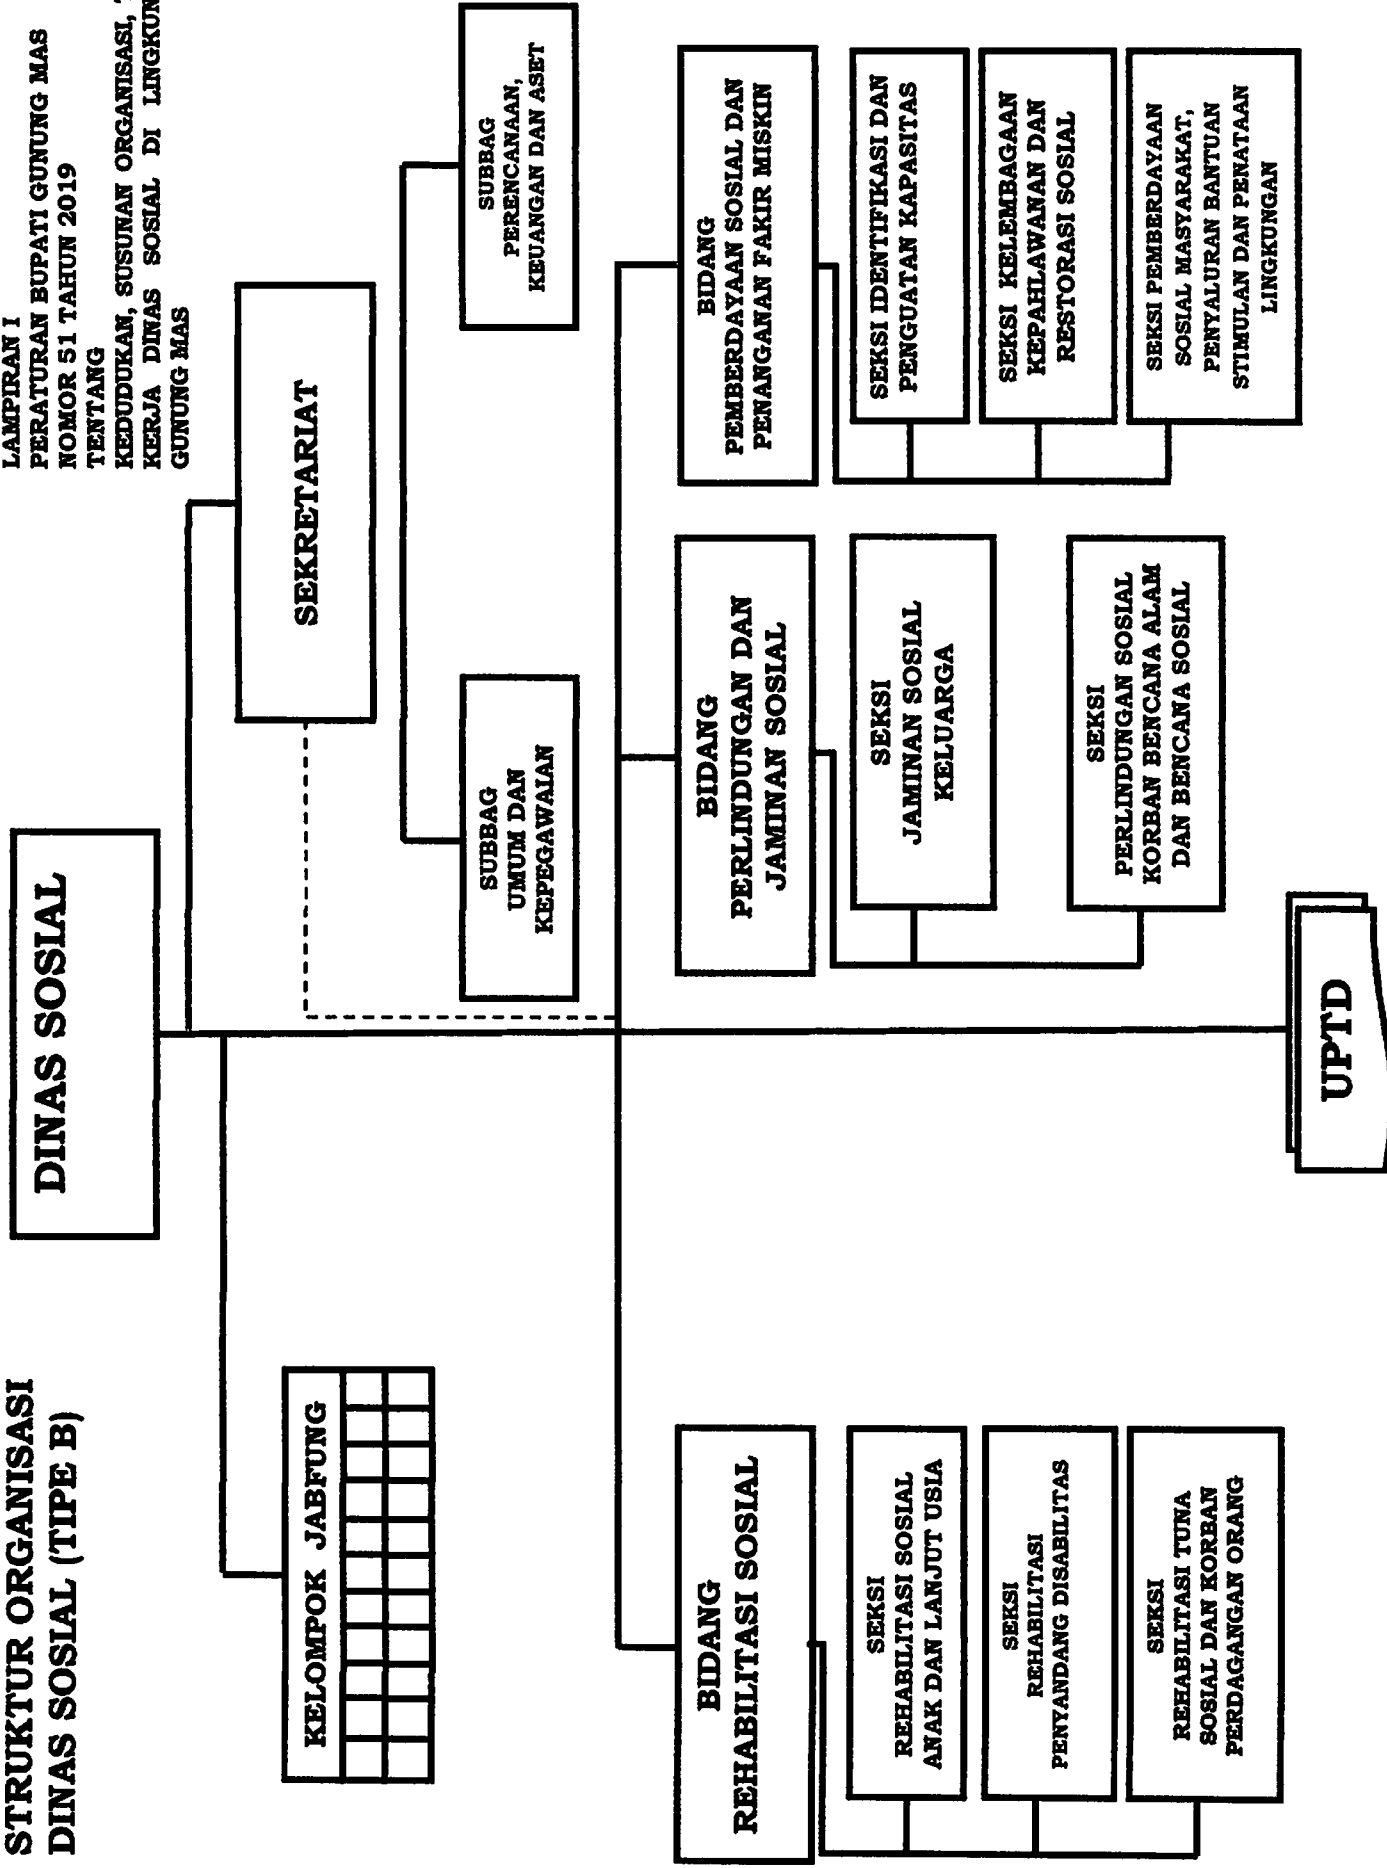 STRUKTUR ORGANISASI
DINAS SOSIAL (TIPE B)
LAMPIRAN I
PERATURAN BUPATI GUNUNG MAS
NOMOR 51 TAHUN 2019
TENTANG
KEDUDUKAN, SUSUNAN ORGANISASI,
KERJA DINAS SOSIAL DI
GUNUNG MAS
DINAS SOSIAL
SEKRETARIAT
KELOMPOK JABFUNG
SUBBAG
UMUM DAN
KEPEGAWAIAN
SUBBAG
PERENCANAAN,
KEUANGAN DAN ASET
BIDANG
REHABILITASI SOSIAL
SEKSI
REHABILITASI SOSIAL
ANAK DAN LANJUT USIA
SEKSI
REHABILITASI
PENYANDANG DISABILITAS
SEKSI
REHABILITASI TUNA
SOSIAL DAN KORBAN
PERDAGANGAN ORANG
BIDANG
PERLINDUNGAN DAN
JAMINAN SOSIAL
SEKSI
JAMINAN SOSIAL
KELUARGA
SEKSI
PERLINDUNGAN SOSIAL
KORBAN BENCANA ALAM
DAN BENCANA SOSIAL
BIDANG
PEMBERDAYAAN SOSIAL DAN
PENANGANAN FAKIR MISKIN
SEKSI IDENTIFIKASI DAN
PENGUATAN KAPASITAS
SEKSI KELEMBAGAAN
KEPAHLAWANAN DAN
RESTORASI SOSIAL
SEKSI PEMBERDAYAAN
SOSIAL MASYARAKAT,
PENYALURAN BANTUAN
STIMULAN DAN PENATAAN
LINGKUNGAN
UPTD